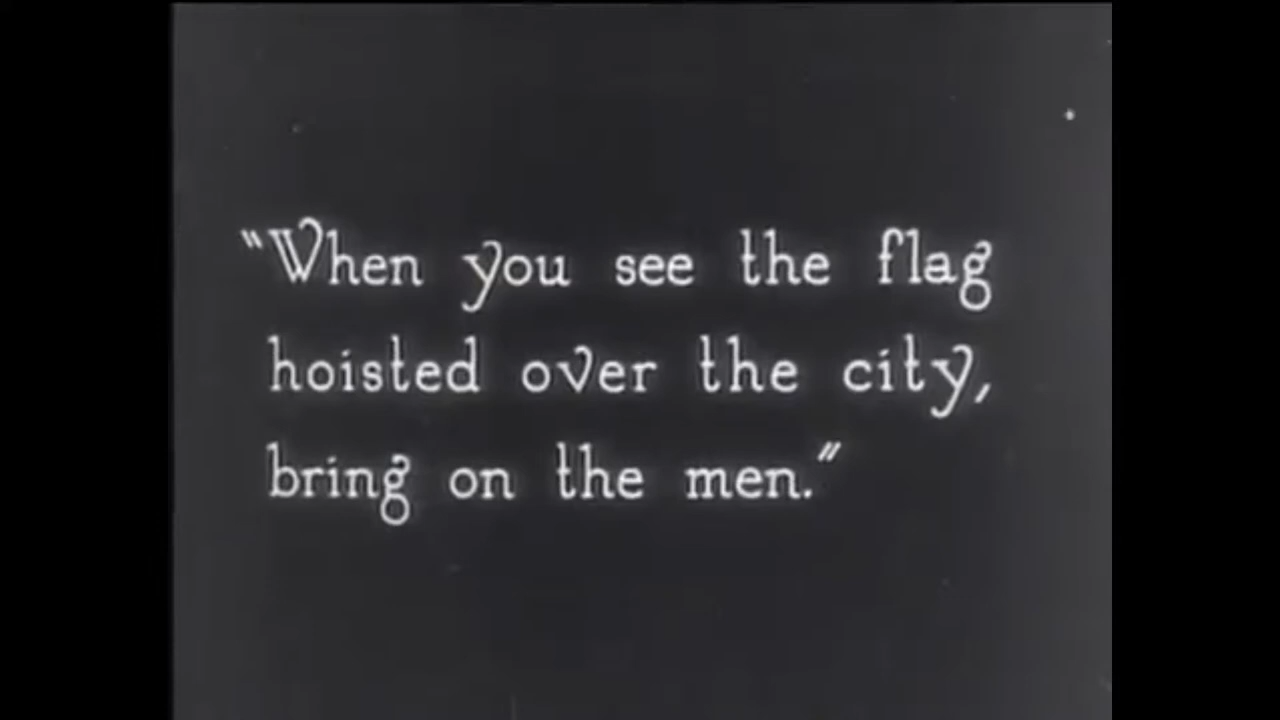 "When you see the flag
hoisted over the city,
bring on the men."